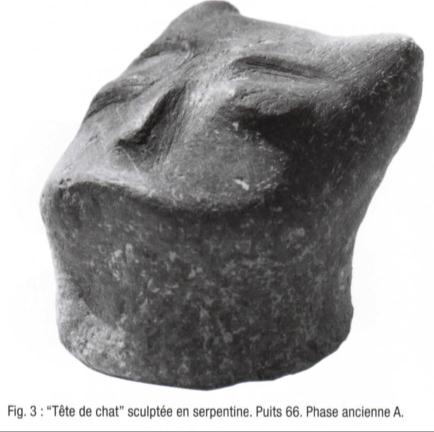 Fig. 3 : “Tête de chat” sculptée en serpentine. Puits 66. Phase ancienne A.